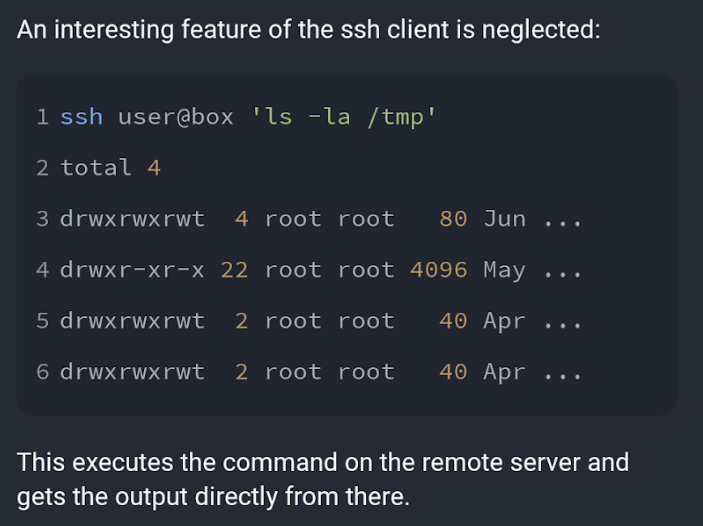 An interesting feature of the ssh client is neglected:
1 ssh user@box 'ls -la /tmp'
2 total 4
3 drwxrwxrwt  4 root root   80 Jun ...
4 drwxr-xr-x 22 root root 4096 May ...
5 drwxrwxrwt  2 root root   40 Apr ...
6 drwxrwxrwt  2 root root   40 Apr ...
This executes the command on the remote server and
gets the output directly from there.